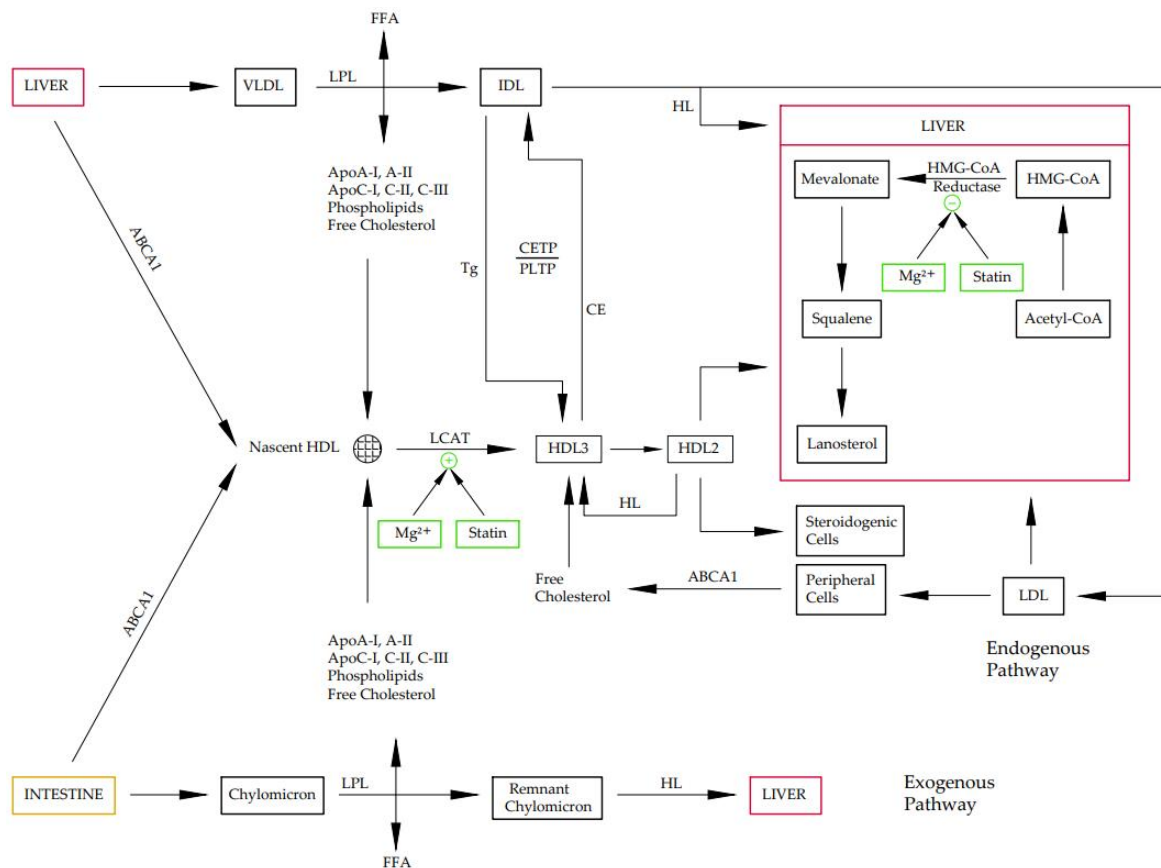 FFA
LIVER
VLDL
LPL
IDL
HL
LIVER
Mevalonate
HMG-CoA
Reductase
HMG-CoA
⊖
Mg²⁺
Statin
Squalene
Acetyl-CoA
Lanosterol
ApoA-I, A-II
ApoC-I, C-II, C-III
Phospholipids
Free Cholesterol
ABCA1
Tg
CETP
PLTP
CE
Nascent HDL
LCAT
⊕
Mg²⁺
Statin
HDL3
HDL2
HL
Steroidogenic
Cells
Free
Cholesterol
ABCA1
Peripheral
Cells
LDL
ABCA1
ApoA-I, A-II
ApoC-I, C-II, C-III
Phospholipids
Free Cholesterol
Endogenous
Pathway
INTESTINE
Chylomicron
LPL
Remnant
Chylomicron
HL
LIVER
Exogenous
Pathway
FFA